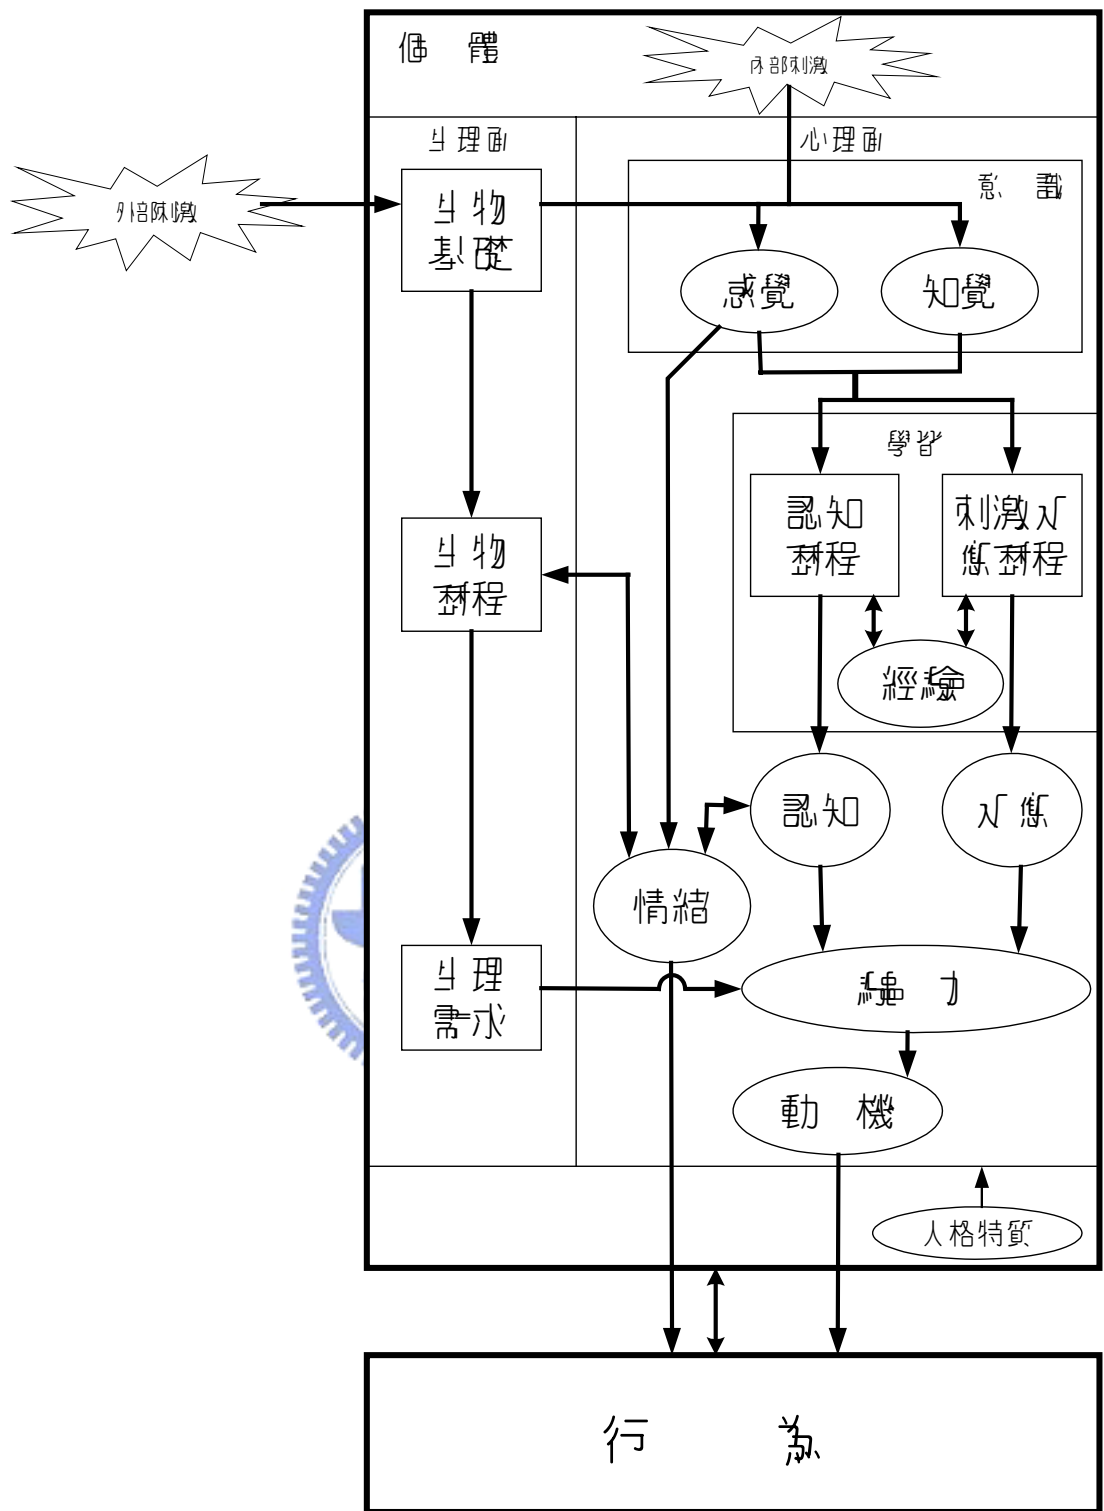 個 體
內部刺激
生理面
心理面
意 識
外部刺激
生物
基礎
感覺
知覺
學習
認知
歷程
刺激反
應歷程
生物
歷程
經驗
認知
反應
情緒
生理
需求
驅 力
動 機
人格特質
行 為